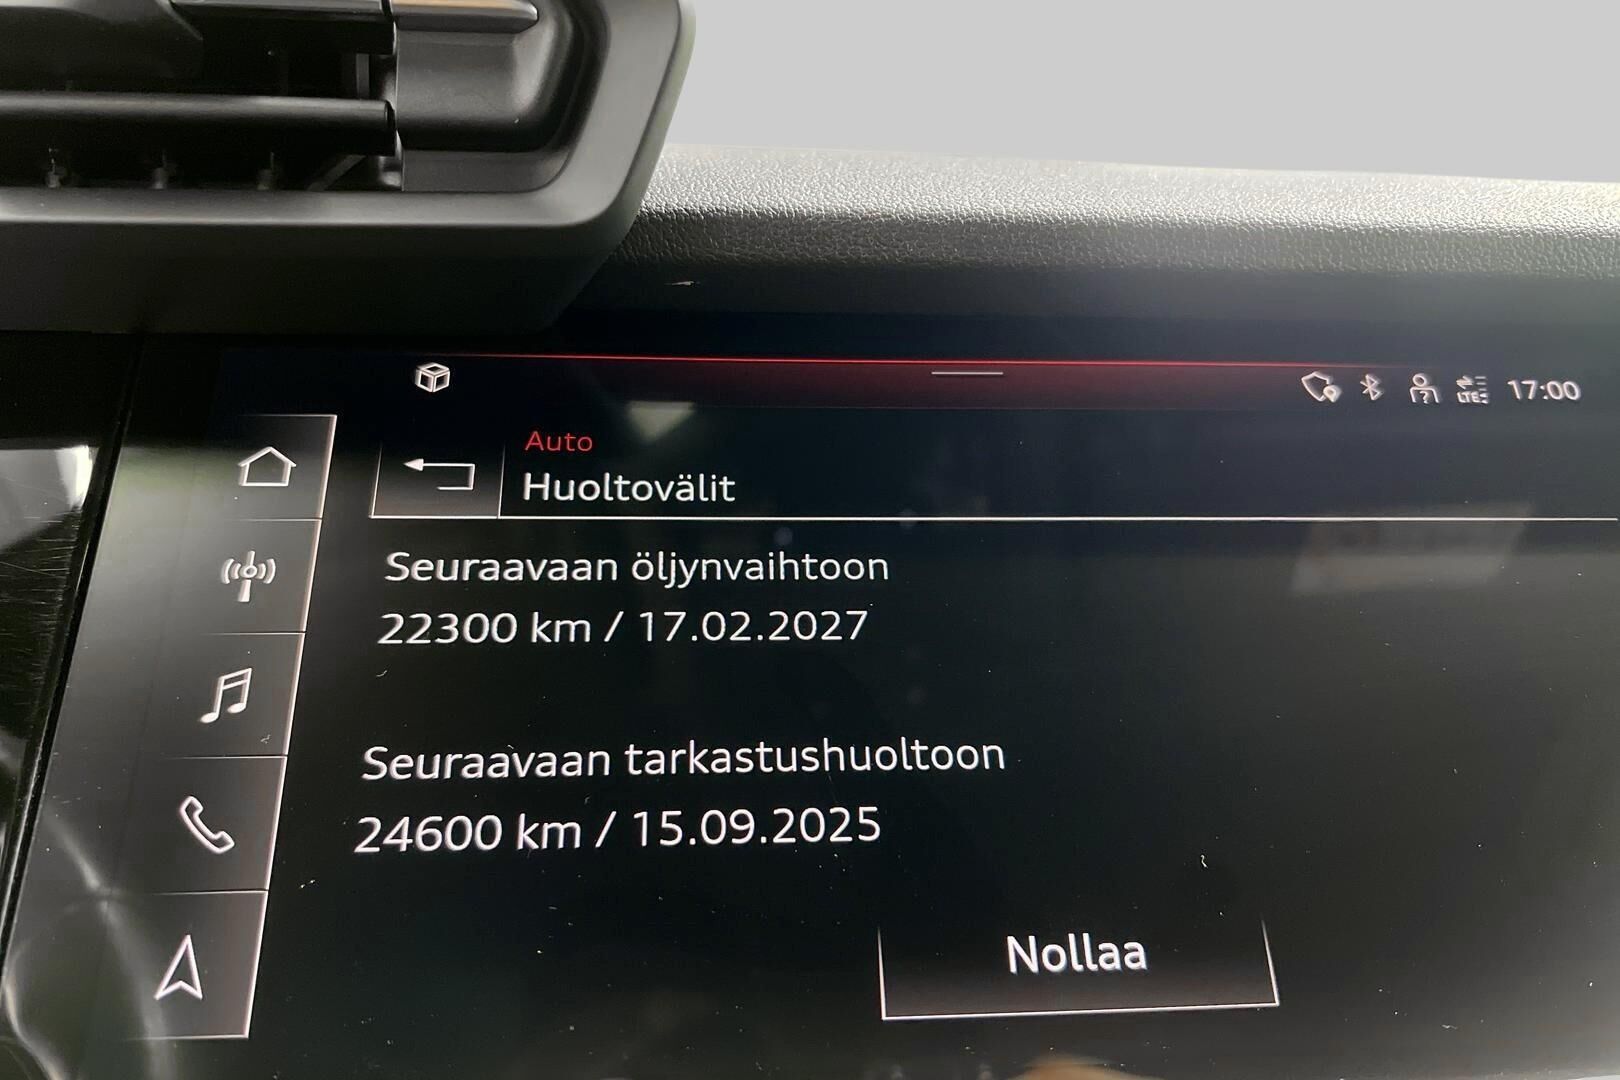 LTE 17:00
Auto
Huoltovälit
Seuraavaan öljynvaihtoon
22300 km / 17.02.2027
Seuraavaan tarkastushuoltoon
24600 km / 15.09.2025
Nollaa